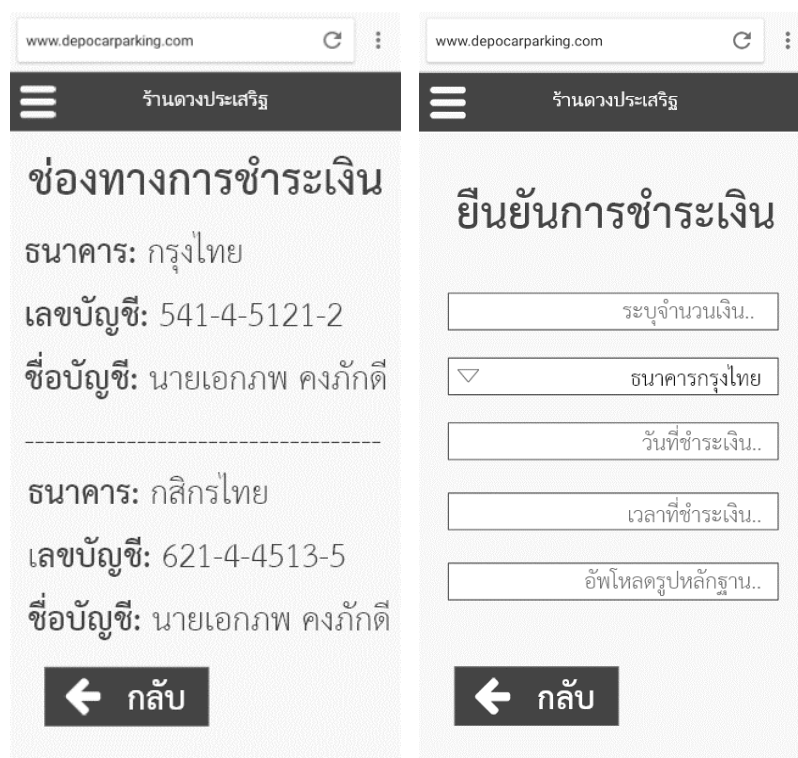 www.depocarparking.com
ร้านดวงประเสริฐ
ช่องทางการชำระเงิน
ธนาคาร: กรุงไทย
เลขบัญชี: 541-4-5121-2
ชื่อบัญชี: นายเอกภพ คงภักดี
-----------------------------------
ธนาคาร: กสิกรไทย
เลขบัญชี: 621-4-4513-5
ชื่อบัญชี: นายเอกภพ คงภักดี
กลับ
www.depocarparking.com
ร้านดวงประเสริฐ
ยืนยันการชำระเงิน
ระบุจำนวนเงิน..
ธนาคารกรุงไทย
วันที่ชำระเงิน..
เวลาที่ชำระเงิน..
อัพโหลดรูปหลักฐาน..
กลับ